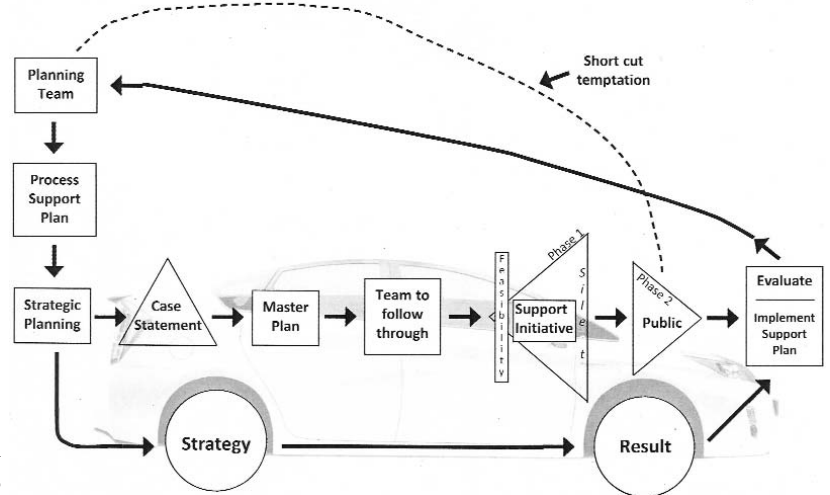 Short cut
temptation
Planning
Team
Process
Support
Plan
Strategic
Planning
Case
Statement
Master
Plan
Team to
follow
through
Feasibility
Phase 1
Support
Initiative
Silent
Phase 2
Public
Evaluate
Implement
Support
Plan
Strategy
Result